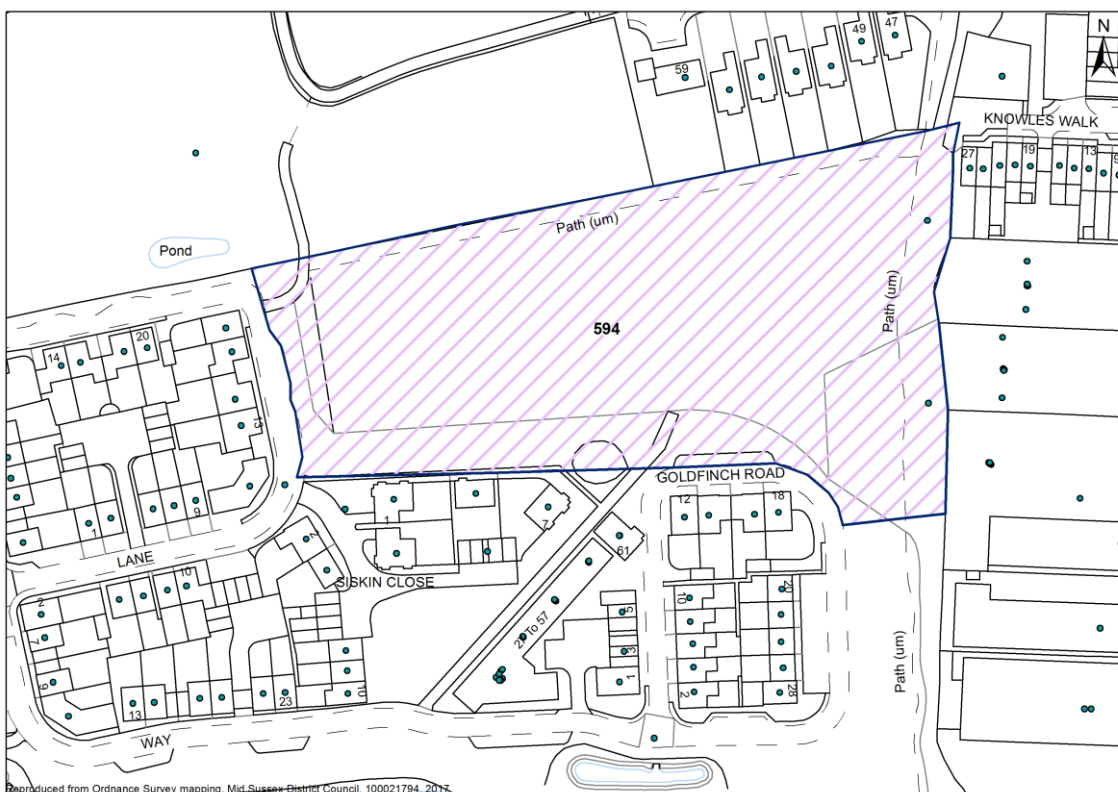 49
47
N
59
KNOWLES WALK
27
19
13
9
Path (um)
Pond
Path (um)
594
14
20
13
GOLDFINCH ROAD
12
18
1
7
9
1
2
61
LANE
SISKIN CLOSE
10
2
10
20
27 To 57
5
7
3
Path (um)
9
1
2
28
13
23
10
WAY
Reproduced from Ordnance Survey mapping. Mid Sussex District Council. 100021794. 2017